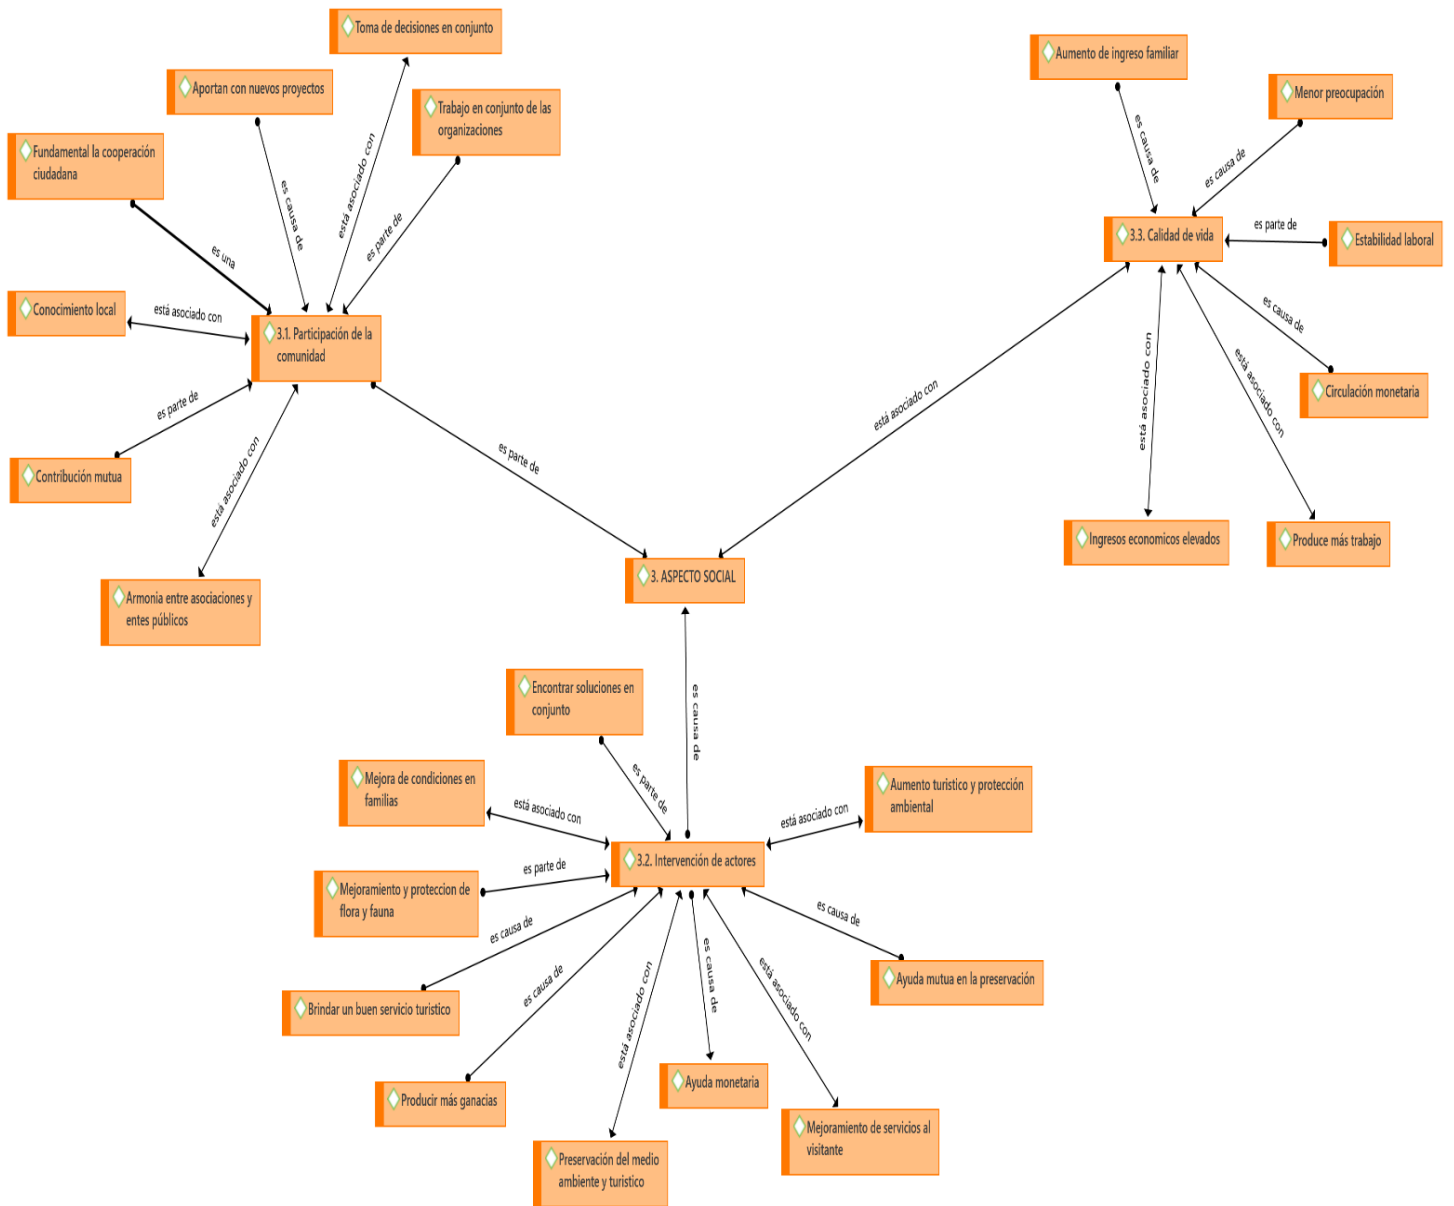 Toma de decisiones en conjunto
Aportan con nuevos proyectos
Trabajo en conjunto de las
organizaciones
Fundamental la cooperación
ciudadana
es causa de
está asociado con
es parte de
es una
Conocimiento local
está asociado con
3.1. Participación de la
comunidad
es parte de
Contribución mutua
está asociado con
Armonia entre asociaciones y
entes públicos
es parte de
Aumento de ingreso familiar
Menor preocupación
es causa de
es causa de
3.3. Calidad de vida
es parte de
Estabilidad laboral
es causa de
Circulación monetaria
está asociado con
está asociado con
está asociado con
Ingresos economicos elevados
Produce más trabajo
3. ASPECTO SOCIAL
es causa de
Encontrar soluciones en
conjunto
es parte de
Mejora de condiciones en
familias
está asociado con
Aumento turistico y protección
ambiental
está asociado con
3.2. Intervención de actores
es parte de
Mejoramiento y proteccion de
flora y fauna
es causa de
Brindar un buen servicio turistico
es causa de
Producir más ganacias
está asociado con
Preservación del medio
ambiente y turistico
es causa de
Ayuda monetaria
está asociado con
Mejoramiento de servicios al
visitante
es causa de
Ayuda mutua en la preservación